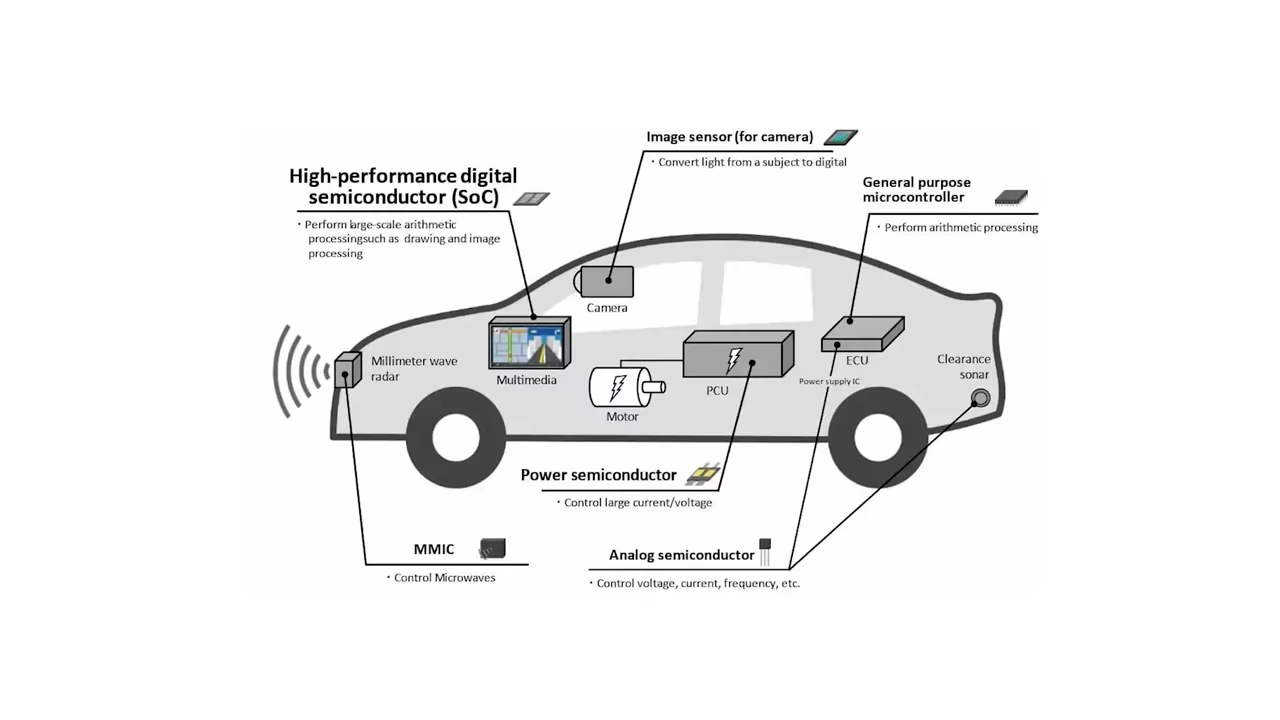 Image sensor (for camera)
・Convert light from a subject to digital
High-performance digital
semiconductor (SoC)
・Perform large-scale arithmetic
processingsuch as drawing and image
processing
General purpose
microcontroller
・Perform arithmetic processing
Camera
Millimeter wave
radar
Multimedia
Motor
PCU
ECU
Power supply IC
Clearance
sonar
Power semiconductor
・Control large current/voltage
MMIC
・Control Microwaves
Analog semiconductor
・Control voltage, current, frequency, etc.